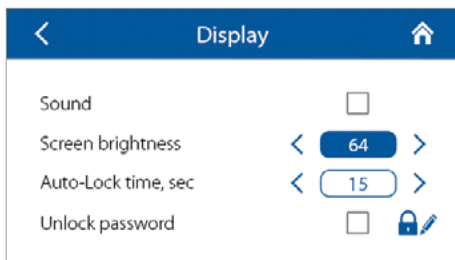 Display
Sound
Screen brightness 64
Auto-Lock time, sec 15
Unlock password